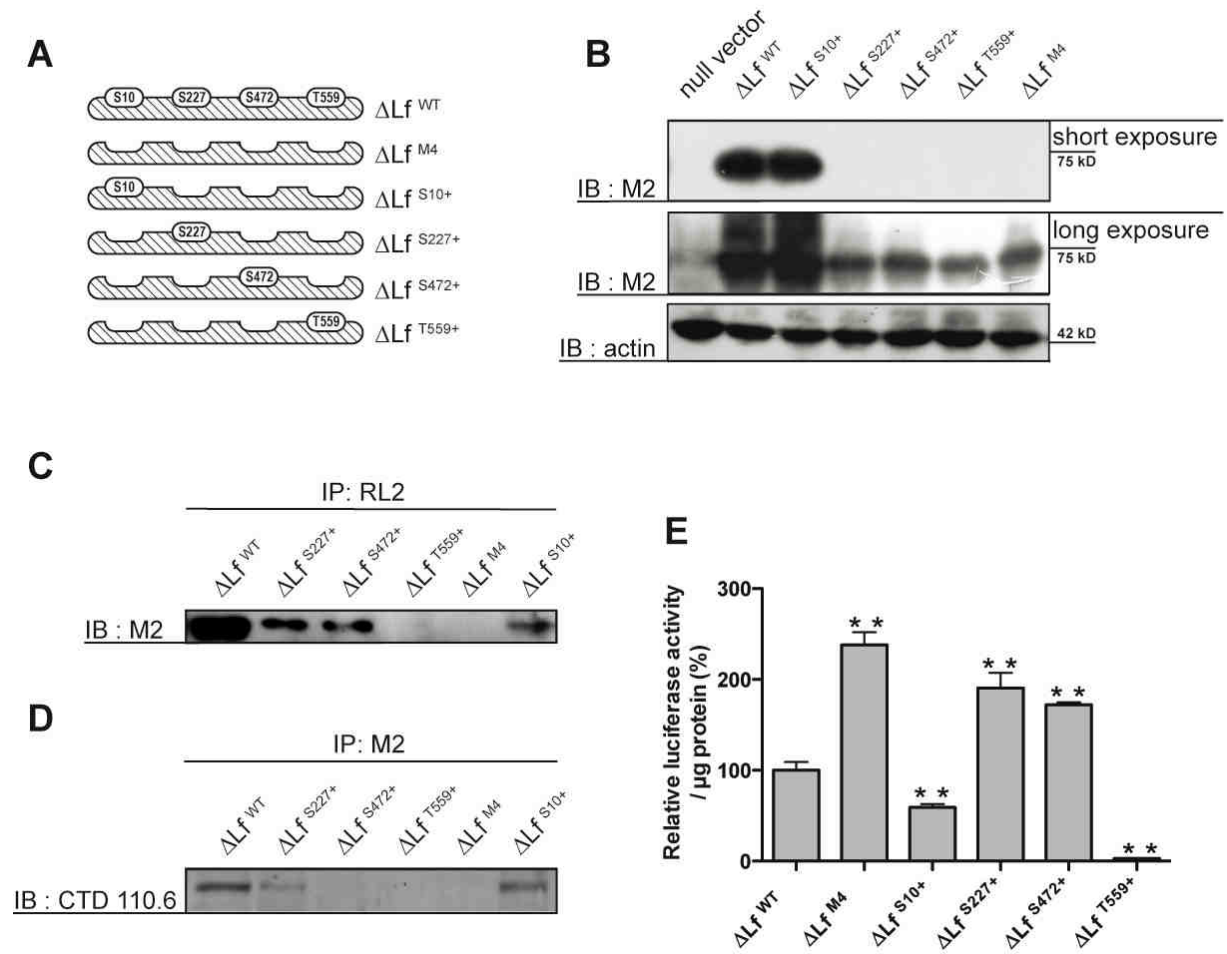 A
S10 S227 S472 T559 ΔLf WT
ΔLf M4
S10 ΔLf S10+
S227 ΔLf S227+
S472 ΔLf S472+
T559 ΔLf T559+
B
null vector ΔLf WT ΔLf S10+ ΔLf S227+ ΔLf S472+ ΔLf T559+ ΔLf M4
short exposure
75 kD
IB : M2
long exposure
75 kD
IB : M2
42 kD
IB : actin
C
IP: RL2
ΔLf WT ΔLf S227+ ΔLf S472+ ΔLf T559+ ΔLf M4 ΔLf S10+
IB : M2
D
IP: M2
ΔLf WT ΔLf S227+ ΔLf S472+ ΔLf T559+ ΔLf M4 ΔLf S10+
IB : CTD 110.6
E
Relative luciferase activity
/ µg protein (%)
300
200
100
0
* *
* *
* *
* *
* *
ΔLf WT ΔLf M4 ΔLf S10+ ΔLf S227+ ΔLf S472+ ΔLf T559+